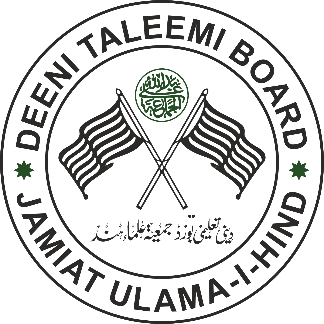 DEENI TALEEMI BOARD
دینی تعلیمی بورڈ جمعیۃ علماء ہند
JAMIAT ULAMA-I-HIND